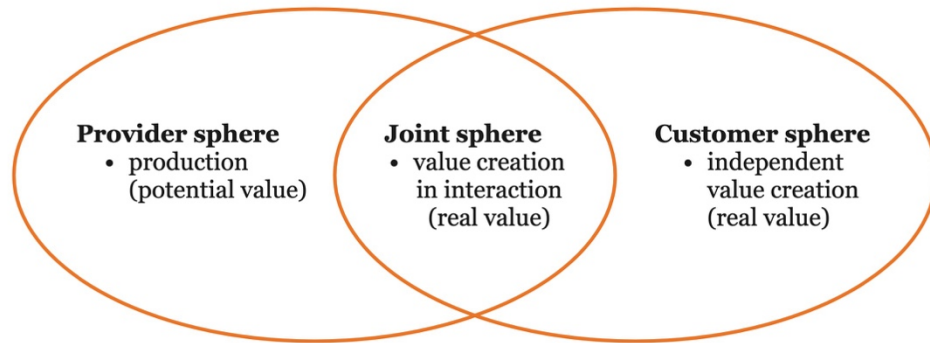 Provider sphere
• production
(potential value)
Joint sphere
• value creation
in interaction
(real value)
Customer sphere
• independent
value creation
(real value)